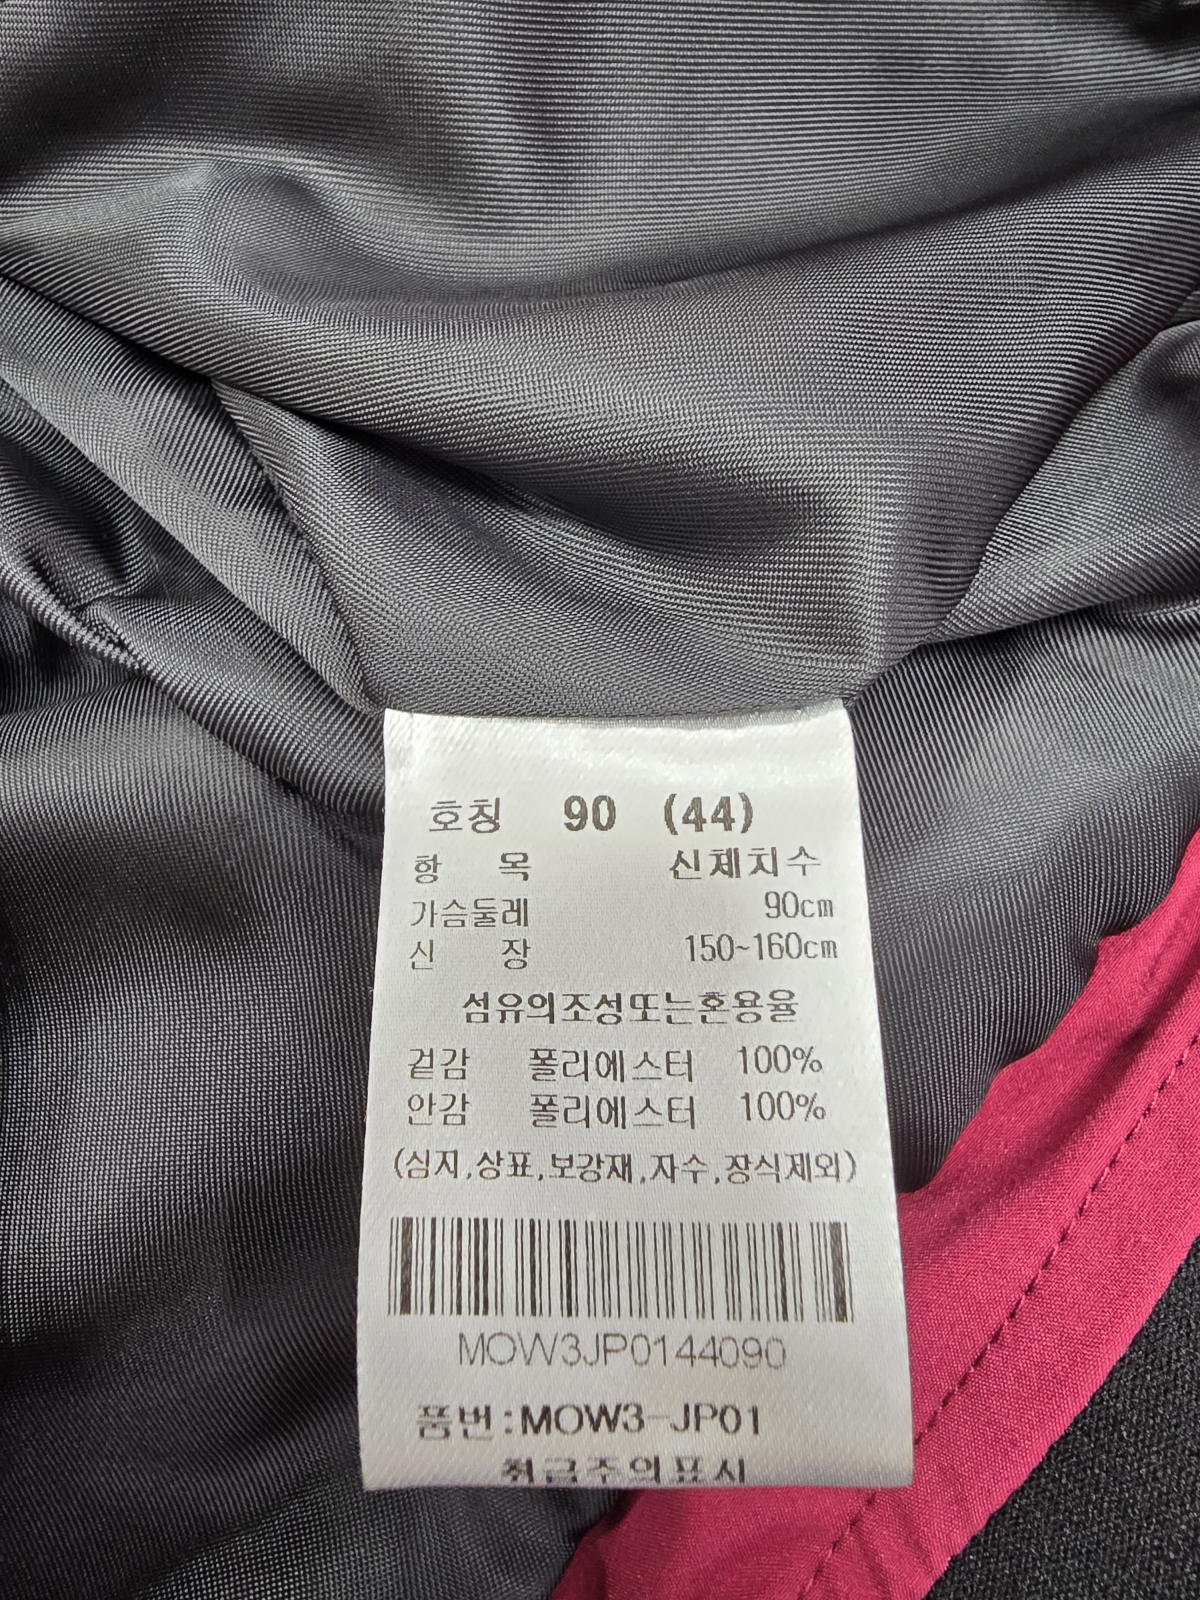 호칭 90 (44)
항 목 신체치수
가슴둘레 90cm
신 장 150~160cm
섬유의조성또는혼용율
겉감 폴리에스터 100%
안감 폴리에스터 100%
(심지,상표,보강재,자수,장식제외)
MOW3JP0144090
품번:MOW3-JP01
취급주의표시